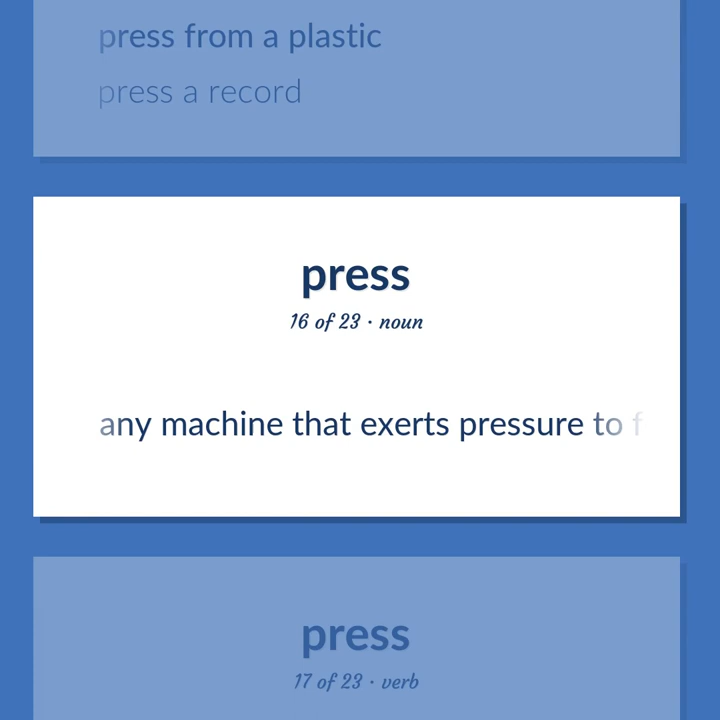 press from a plastic
press a record
press
16 of 23 · noun
any machine that exerts pressure to f
press
17 of 23 · verb